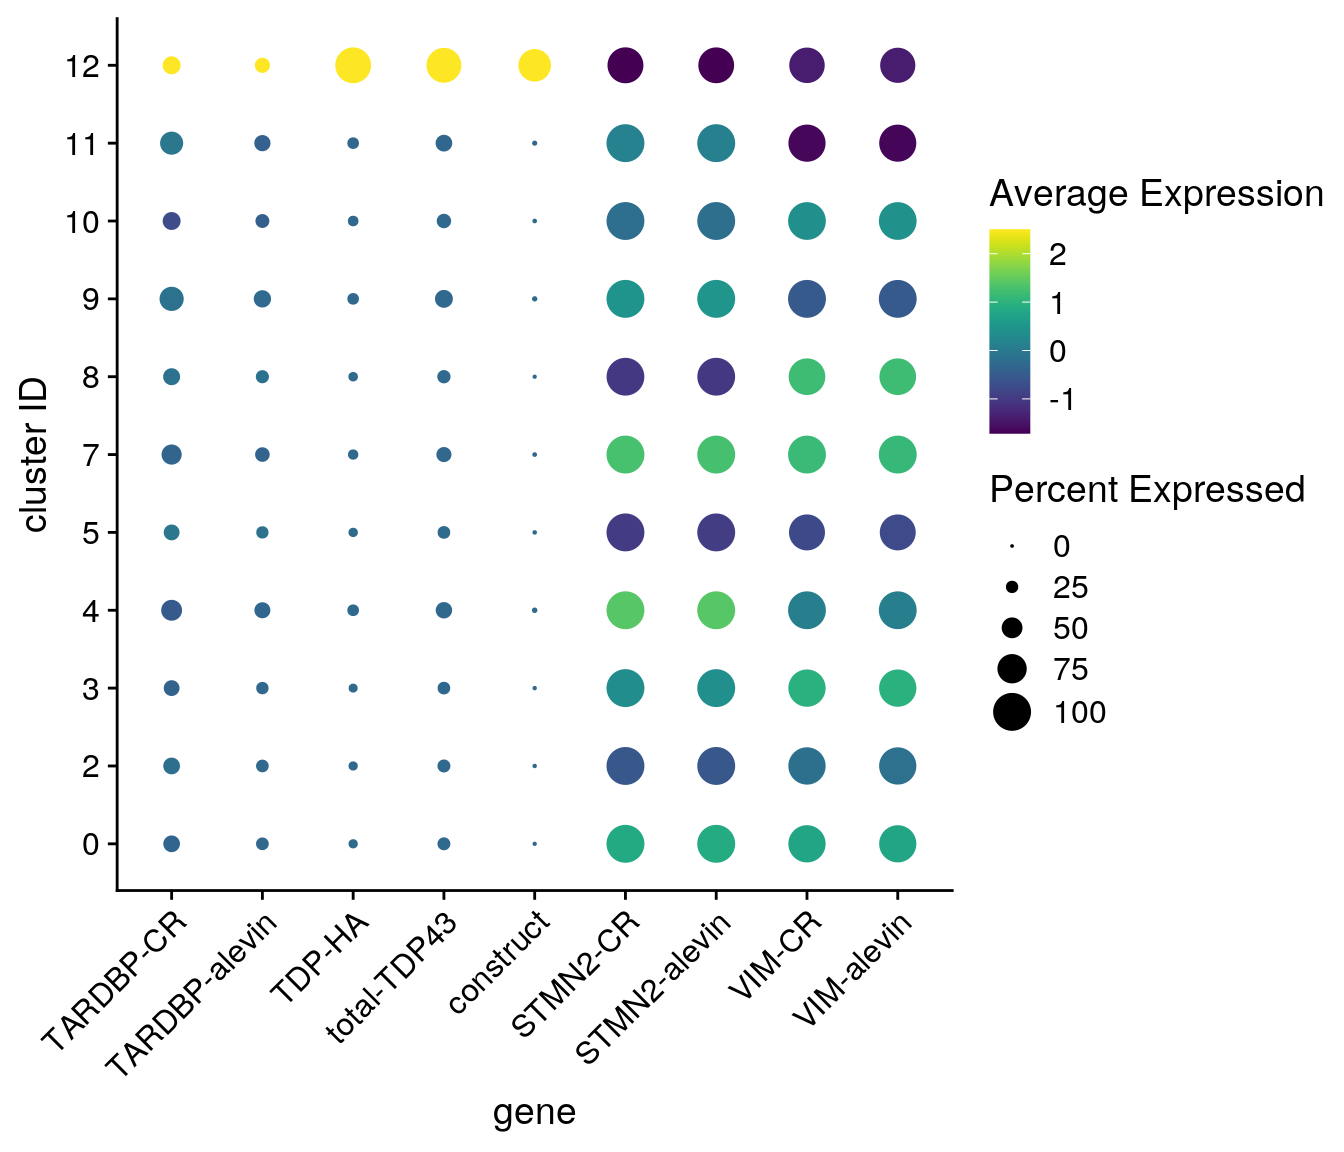 cluster ID
12
11
10
9
8
7
5
4
3
2
0
TARDBP-CR
TARDBP-alevin
TDP-HA
total-TDP43
construct
STMN2-CR
STMN2-alevin
VIM-CR
VIM-alevin
gene
Average Expression
2
1
0
-1
Percent Expressed
0
25
50
75
100